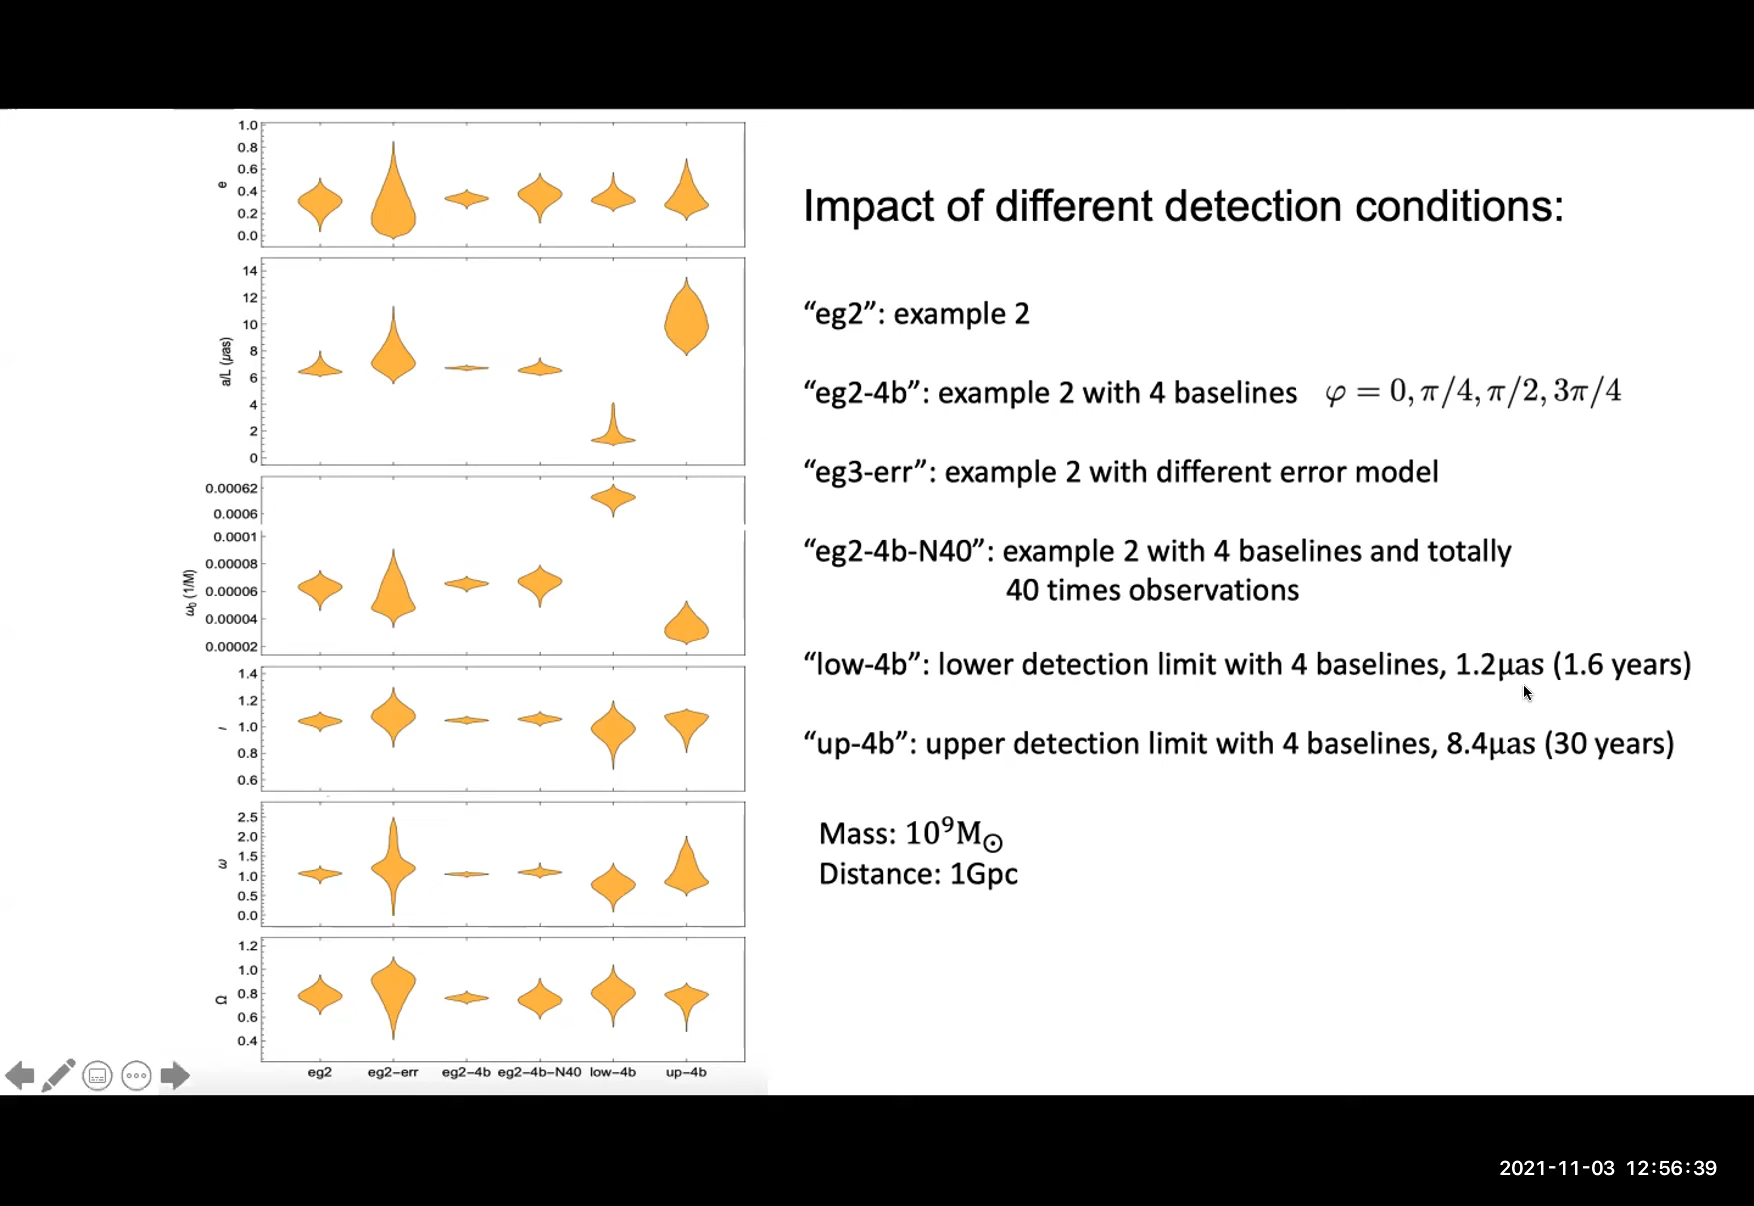 1.0
0.8
0.6
0.4
0.2
0.0
e
14
12
10
8
6
4
2
0
a/L (μas)
0.00062
0.0006
0.0001
0.00008
0.00006
0.00004
0.00002
ω₀ (1/M)
1.4
1.2
1.0
0.8
0.6
ι
2.5
2.0
1.5
1.0
0.5
0.0
ω
1.2
1.0
0.8
0.6
0.4
Ω
eg2 eg2-err eg2-4b eg2-4b-N40 low-4b up-4b
Impact of different detection conditions:
“eg2”: example 2
“eg2-4b”: example 2 with 4 baselines φ = 0, π/4, π/2, 3π/4
“eg3-err”: example 2 with different error model
“eg2-4b-N40”: example 2 with 4 baselines and totally
40 times observations
“low-4b”: lower detection limit with 4 baselines, 1.2μas (1.6 years)
“up-4b”: upper detection limit with 4 baselines, 8.4μas (30 years)
Mass: 10⁹M⊙
Distance: 1Gpc
2021-11-03 12:56:39